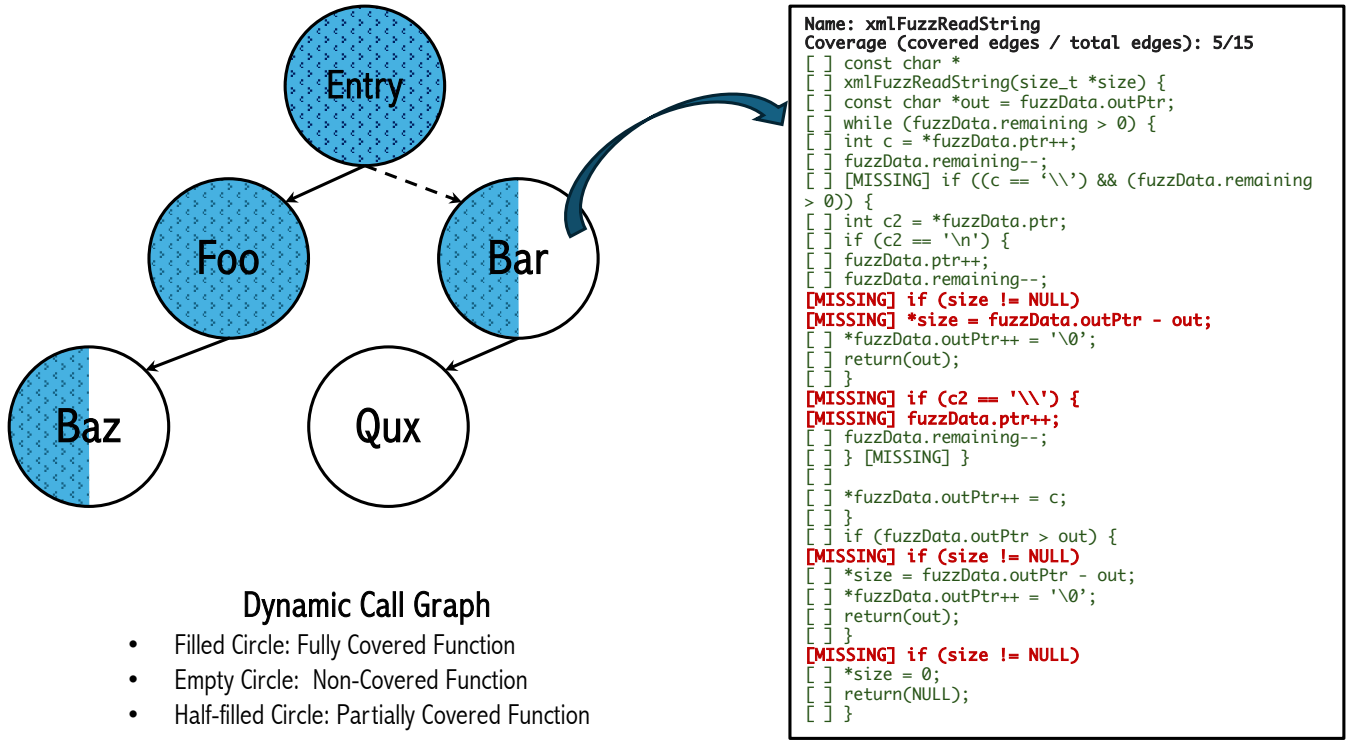 Entry
Foo
Bar
Baz
Qux
Dynamic Call Graph
• Filled Circle: Fully Covered Function
• Empty Circle: Non-Covered Function
• Half-filled Circle: Partially Covered Function
Name: xmlFuzzReadString
Coverage (covered edges / total edges): 5/15
[ ] const char *
[ ] xmlFuzzReadString(size_t *size) {
[ ] const char *out = fuzzData.outPtr;
[ ] while (fuzzData.remaining > 0) {
[ ] int c = *fuzzData.ptr++;
[ ] fuzzData.remaining--;
[ ] [MISSING] if ((c == ‘\\’) && (fuzzData.remaining
> 0)) {
[ ] int c2 = *fuzzData.ptr;
[ ] if (c2 == '\n') {
[ ] fuzzData.ptr++;
[ ] fuzzData.remaining--;
[MISSING] if (size != NULL)
[MISSING] *size = fuzzData.outPtr - out;
[ ] *fuzzData.outPtr++ = '\0’;
[ ] return(out);
[ ] }
[MISSING] if (c2 == '\\') {
[MISSING] fuzzData.ptr++;
[ ] fuzzData.remaining--;
[ ] } [MISSING] }
[ ]
[ ] *fuzzData.outPtr++ = c;
[ ] }
[ ] if (fuzzData.outPtr > out) {
[MISSING] if (size != NULL)
[ ] *size = fuzzData.outPtr - out;
[ ] *fuzzData.outPtr++ = '\0’;
[ ] return(out);
[ ] }
[MISSING] if (size != NULL)
[ ] *size = 0;
[ ] return(NULL);
[ ] }